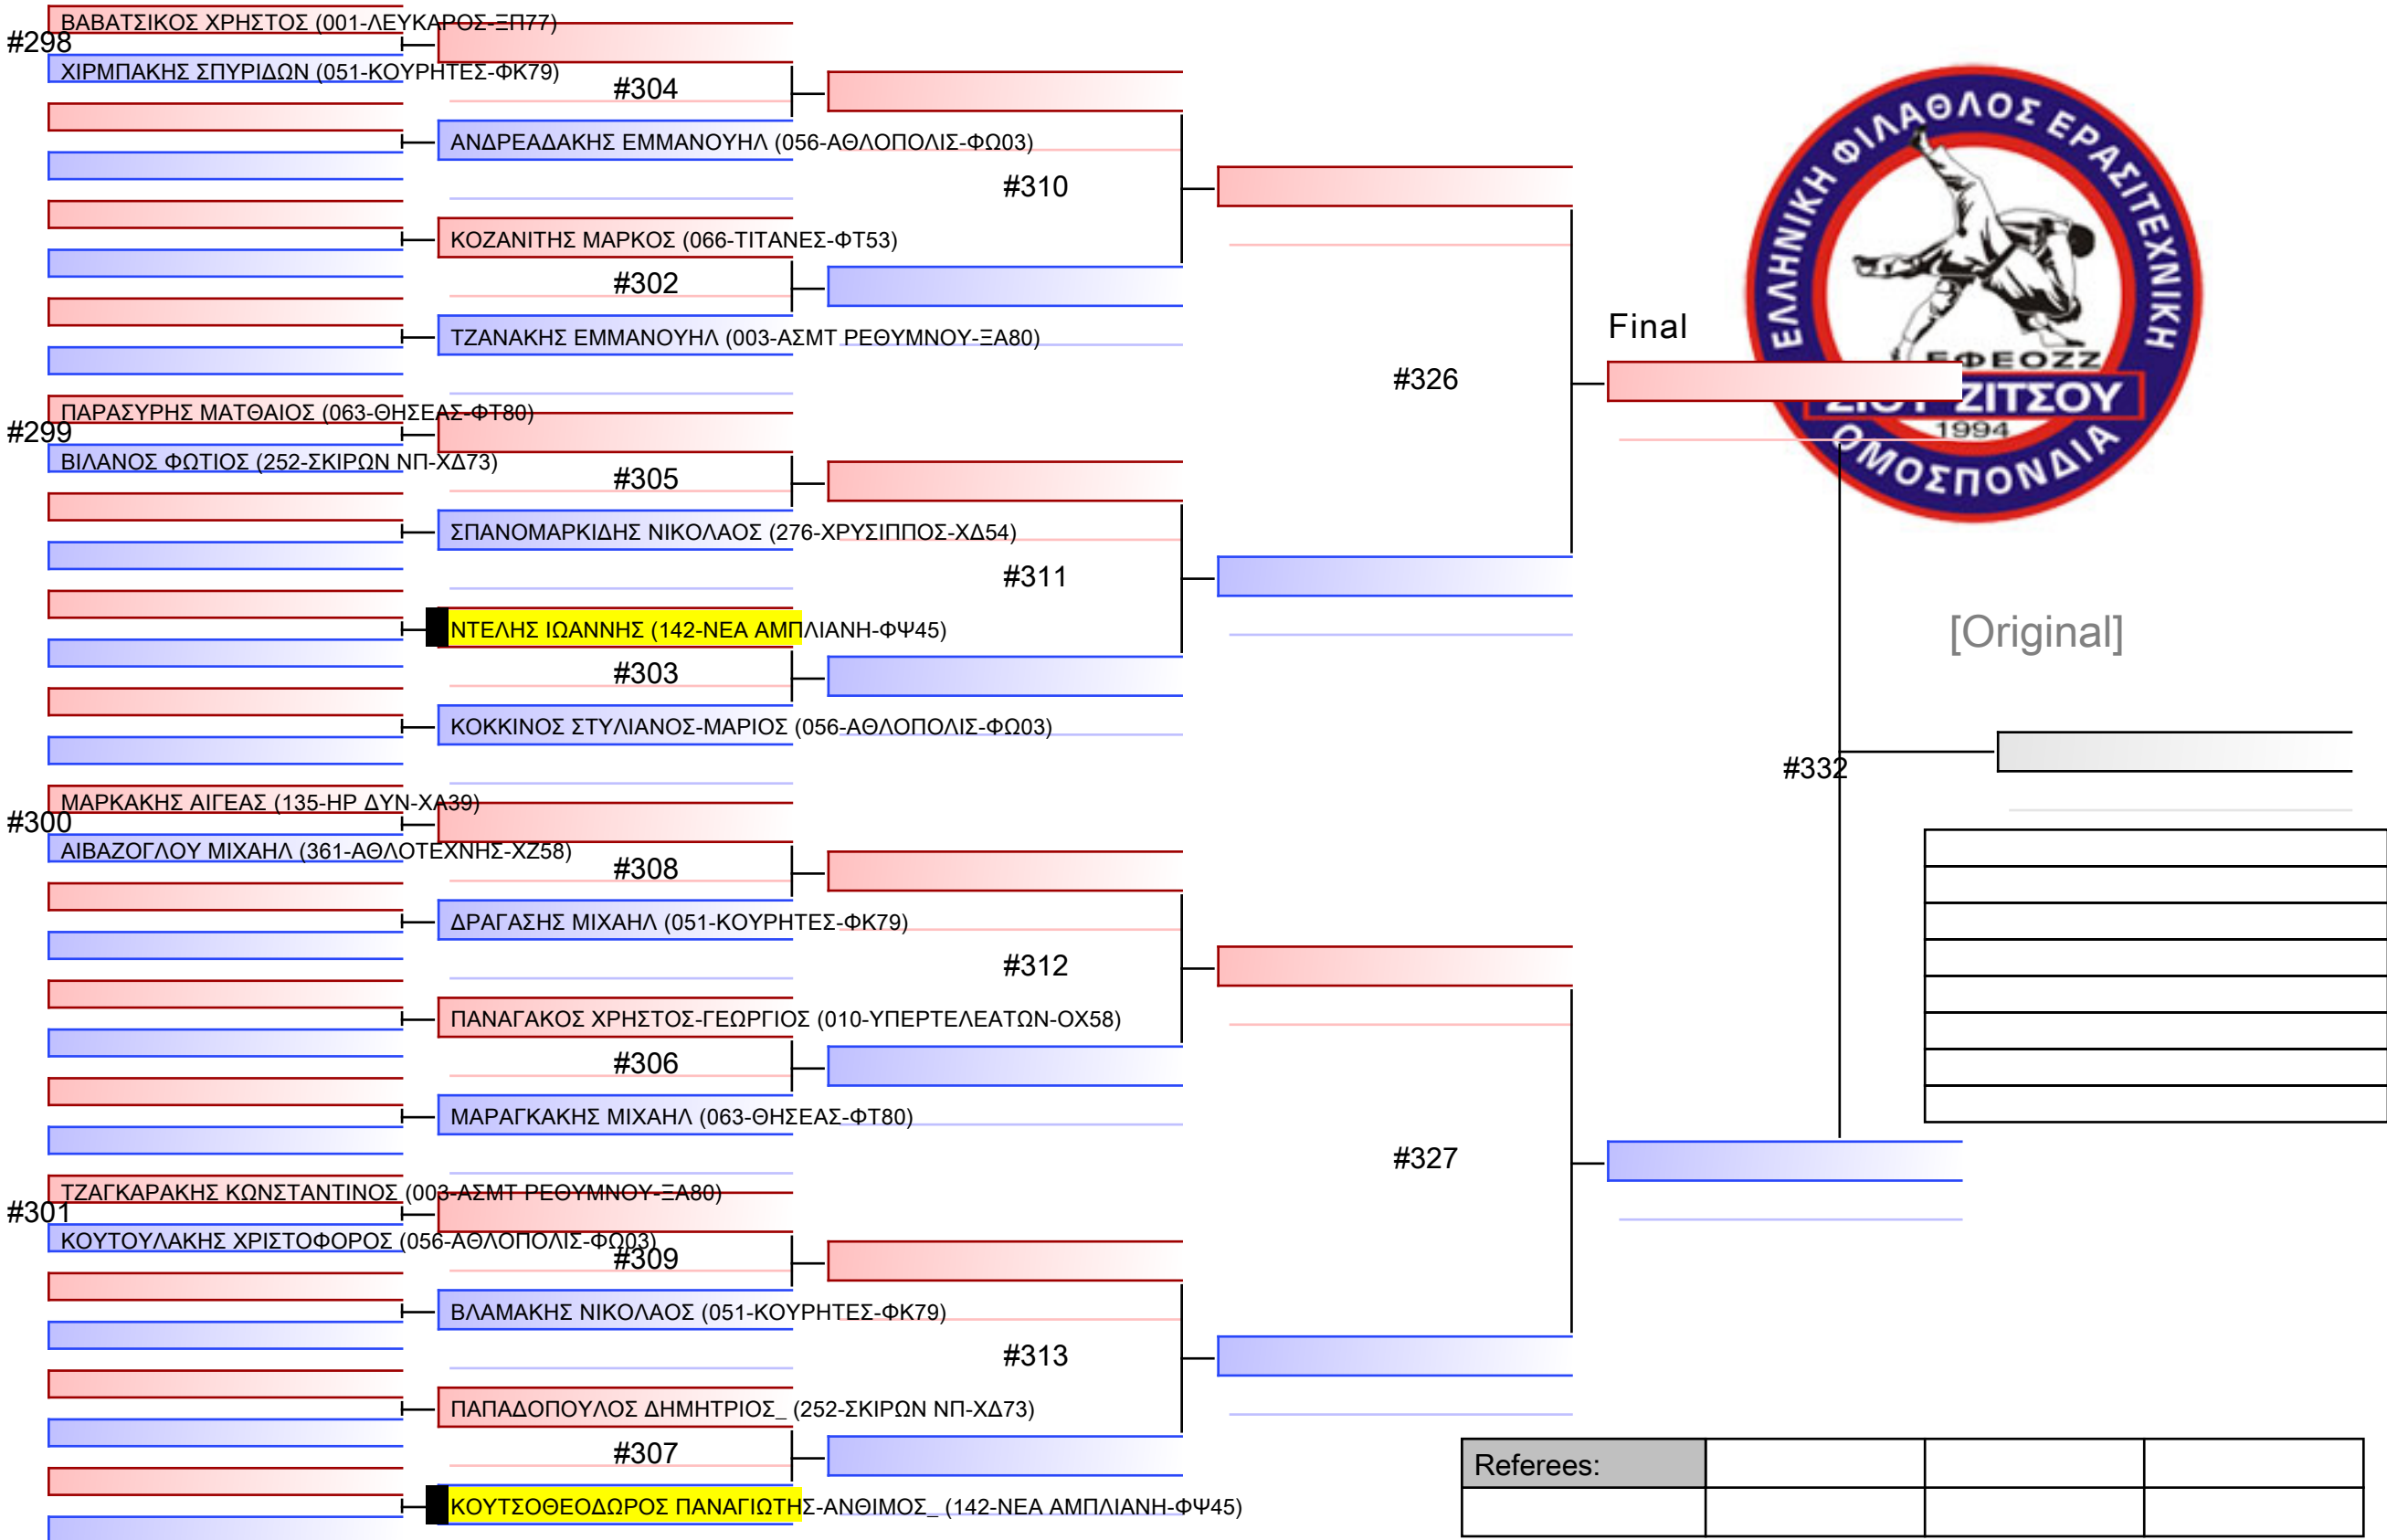 ΒΑΒΑΤΣΙΚΟΣ ΧΡΗΣΤΟΣ (001-ΛΕΥΚΑΡΟΣ-ΞΠ77)
#298
ΧΙΡΜΠΑΚΗΣ ΣΠΥΡΙΔΩΝ (051-ΚΟΥΡΗΤΕΣ-ΦΚ79)
#304
ΑΝΔΡΕΑΔΑΚΗΣ ΕΜΜΑΝΟΥΗΛ (056-ΑΘΛΟΠΟΛΙΣ-ΦΩ03)
#310
ΚΟΖΑΝΙΤΗΣ ΜΑΡΚΟΣ (066-ΤΙΤΑΝΕΣ-ΦΤ53)
#302
ΤΖΑΝΑΚΗΣ ΕΜΜΑΝΟΥΗΛ (003-ΑΣΜΤ ΡΕΘΥΜΝΟΥ-ΞΑ80)
#326
ΠΑΡΑΣΥΡΗΣ ΜΑΤΘΑΙΟΣ (063-ΘΗΣΕΑΣ-ΦΤ80)
#299
ΒΙΛΑΝΟΣ ΦΩΤΙΟΣ (252-ΣΚΙΡΩΝ ΝΠ-ΧΔ73)
#305
ΣΠΑΝΟΜΑΡΚΙΔΗΣ ΝΙΚΟΛΑΟΣ (276-ΧΡΥΣΙΠΠΟΣ-ΧΔ54)
#311
ΝΤΕΛΗΣ ΙΩΑΝΝΗΣ (142-ΝΕΑ ΑΜΠΛΙΑΝΗ-ΦΨ45)
#303
ΚΟΚΚΙΝΟΣ ΣΤΥΛΙΑΝΟΣ-ΜΑΡΙΟΣ (056-ΑΘΛΟΠΟΛΙΣ-ΦΩ03)
ΜΑΡΚΑΚΗΣ ΑΙΓΕΑΣ (135-ΗΡ ΔΥΝ-ΧΑ39)
#300
ΑΙΒΑΖΟΓΛΟΥ ΜΙΧΑΗΛ (361-ΑΘΛΟΤΕΧΝΗΣ-ΧΖ58)
#308
ΔΡΑΓΑΣΗΣ ΜΙΧΑΗΛ (051-ΚΟΥΡΗΤΕΣ-ΦΚ79)
#312
ΠΑΝΑΓΑΚΟΣ ΧΡΗΣΤΟΣ-ΓΕΩΡΓΙΟΣ (010-ΥΠΕΡΤΕΛΕΑΤΩΝ-ΟΧ58)
#306
ΜΑΡΑΓΚΑΚΗΣ ΜΙΧΑΗΛ (063-ΘΗΣΕΑΣ-ΦΤ80)
#327
ΤΖΑΓΚΑΡΑΚΗΣ ΚΩΝΣΤΑΝΤΙΝΟΣ (003-ΑΣΜΤ ΡΕΘΥΜΝΟΥ-ΞΑ80)
#301
ΚΟΥΤΟΥΛΑΚΗΣ ΧΡΙΣΤΟΦΟΡΟΣ (056-ΑΘΛΟΠΟΛΙΣ-ΦΩ03)
#309
ΒΛΑΜΑΚΗΣ ΝΙΚΟΛΑΟΣ (051-ΚΟΥΡΗΤΕΣ-ΦΚ79)
#313
ΠΑΠΑΔΟΠΟΥΛΟΣ ΔΗΜΗΤΡΙΟΣ_ (252-ΣΚΙΡΩΝ ΝΠ-ΧΔ73)
#307
ΚΟΥΤΣΟΘΕΟΔΩΡΟΣ ΠΑΝΑΓΙΩΤΗΣ-ΑΝΘΙΜΟΣ_ (142-ΝΕΑ ΑΜΠΛΙΑΝΗ-ΦΨ45)
ΕΛΛΗΝΙΚΗ ΦΙΛΑΘΛΟΣ ΕΡΑΣΙΤΕΧΝΙΚΗ
ΕΦΕΟΖΖ
ΖΙΤΣΟΥ
1994
ΟΜΟΣΠΟΝΔΙΑ
Final
[Original]
#332
Referees: